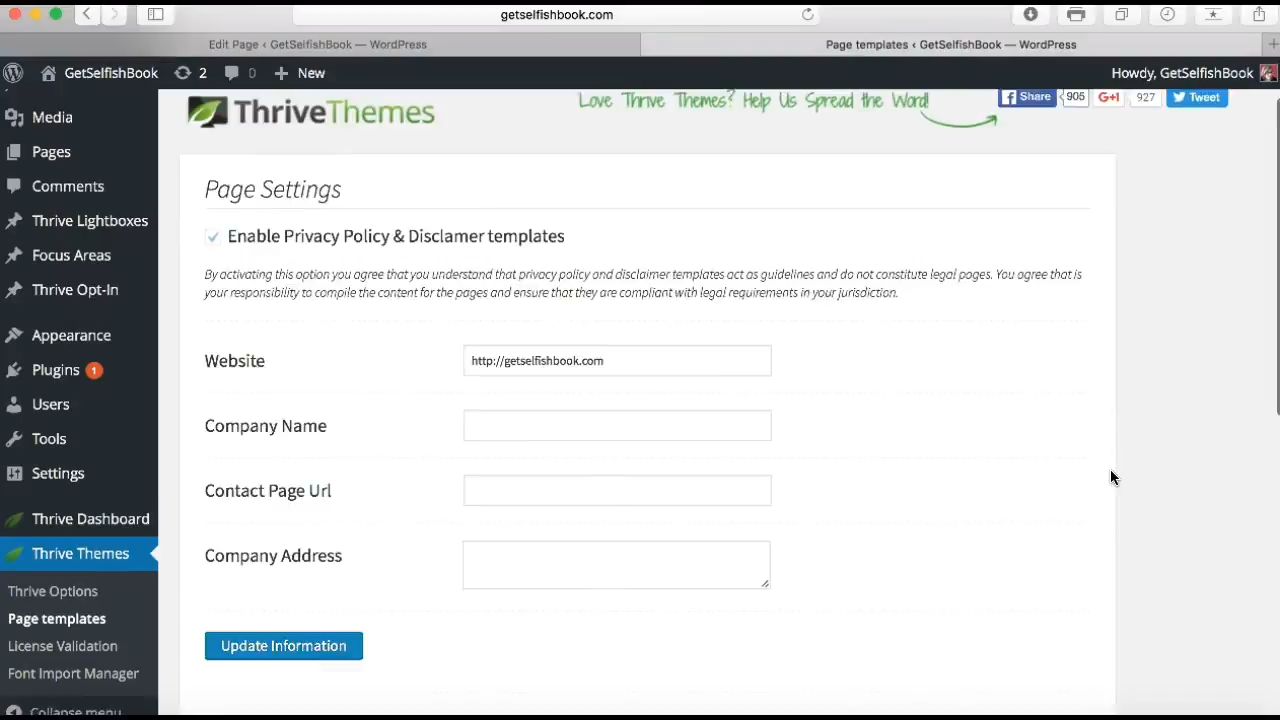 getselfishbook.com
Edit Page ‹ GetSelfishBook — WordPress
Page templates ‹ GetSelfishBook — WordPress
GetSelfishBook 2 0 New
Howdy, GetSelfishBook
Media
Pages
Comments
Thrive Lightboxes
Focus Areas
Thrive Opt-In
Appearance
Plugins 1
Users
Tools
Settings
Thrive Dashboard
Thrive Themes
Thrive Options
Page templates
License Validation
Font Import Manager
Collapse menu
ThriveThemes
Love Thrive Themes? Help Us Spread the Word!
Share 905 G+1 927 Tweet
Page Settings
Enable Privacy Policy & Disclamer templates
By activating this option you agree that you understand that privacy policy and disclaimer templates act as guidelines and do not constitute legal pages. You agree that is
your responsibility to compile the content for the pages and ensure that they are compliant with legal requirements in your jurisdiction.
Website
http://getselfishbook.com
Company Name
Contact Page Url
Company Address
Update Information